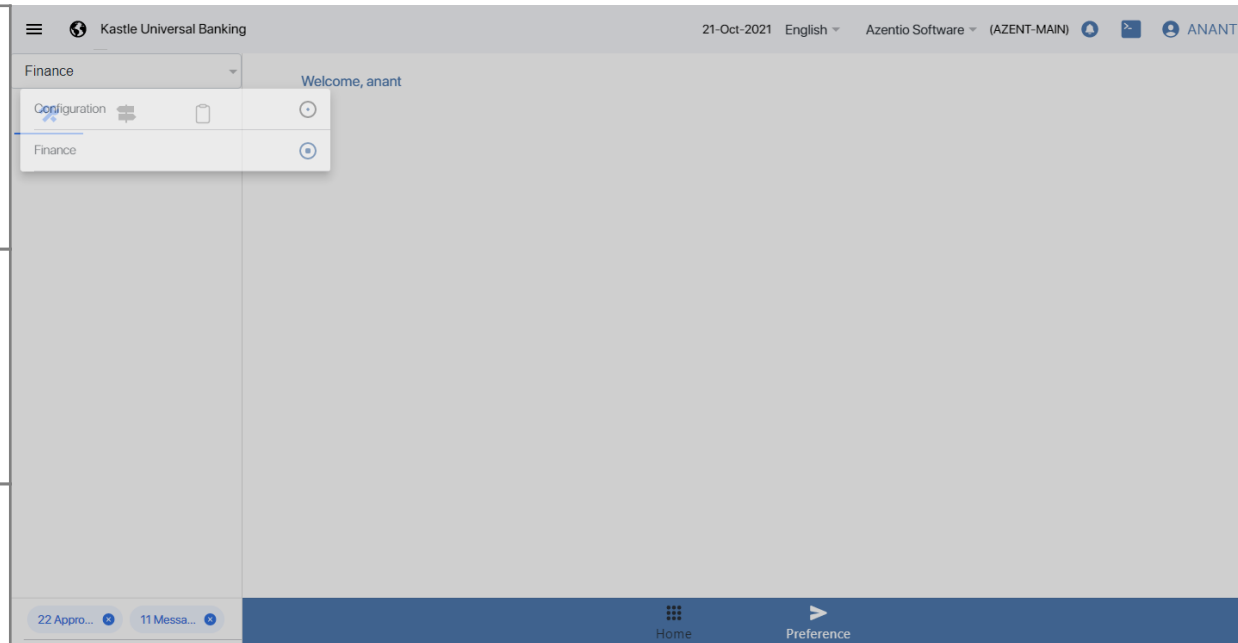 Kastle Universal Banking 21-Oct-2021 English Azentio Software (AZENT-MAIN) ANANT
Finance
Welcome, anant
Configuration
Finance
22 Appro... 11 Messa...
Home Preference